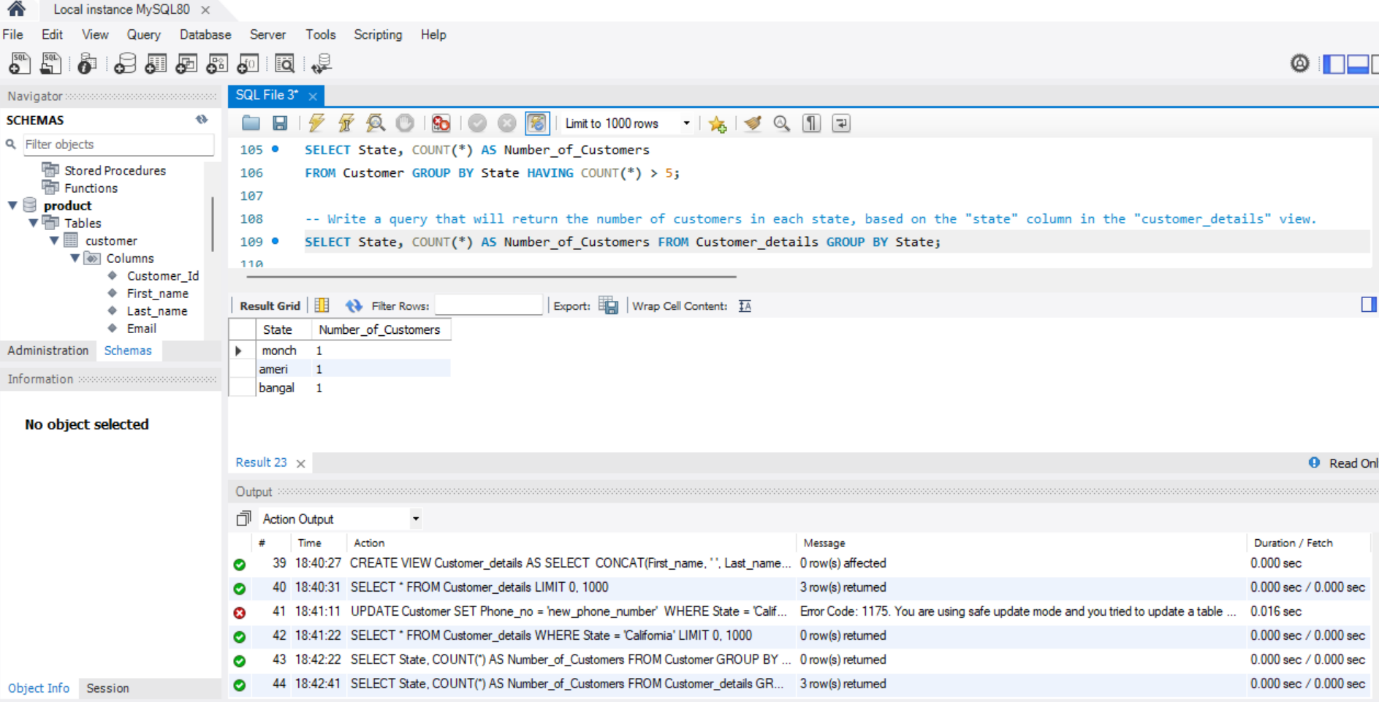 Local instance MySQL80
File Edit View Query Database Server Tools Scripting Help
Navigator
SCHEMAS
Filter objects
Stored Procedures
Functions
product
Tables
customer
Columns
Customer_Id
First_name
Last_name
Email
Administration Schemas
Information
No object selected
Object Info Session
SQL File 3*
Limit to 1000 rows
105 SELECT State, COUNT(*) AS Number_of_Customers
106 FROM Customer GROUP BY State HAVING COUNT(*) > 5;
107
108 -- Write a query that will return the number of customers in each state, based on the "state" column in the "customer_details" view.
109 SELECT State, COUNT(*) AS Number_of_Customers FROM Customer_details GROUP BY State;
110
Result Grid Filter Rows: Export: Wrap Cell Content:
State Number_of_Customers
monch 1
ameri 1
bangal 1
Result 23 Read Onl
Output
Action Output
# Time Action Message Duration / Fetch
39 18:40:27 CREATE VIEW Customer_details AS SELECT CONCAT(First_name, ' ', Last_name... 0 row(s) affected 0.000 sec
40 18:40:31 SELECT * FROM Customer_details LIMIT 0, 1000 3 row(s) returned 0.000 sec / 0.000 sec
41 18:41:11 UPDATE Customer SET Phone_no = 'new_phone_number' WHERE State = 'Calif... Error Code: 1175. You are using safe update mode and you tried to update a table ... 0.016 sec
42 18:41:22 SELECT * FROM Customer_details WHERE State = 'California' LIMIT 0, 1000 0 row(s) returned 0.000 sec / 0.000 sec
43 18:42:22 SELECT State, COUNT(*) AS Number_of_Customers FROM Customer GROUP BY ... 0 row(s) returned 0.000 sec / 0.000 sec
44 18:42:41 SELECT State, COUNT(*) AS Number_of_Customers FROM Customer_details GR... 3 row(s) returned 0.000 sec / 0.000 sec